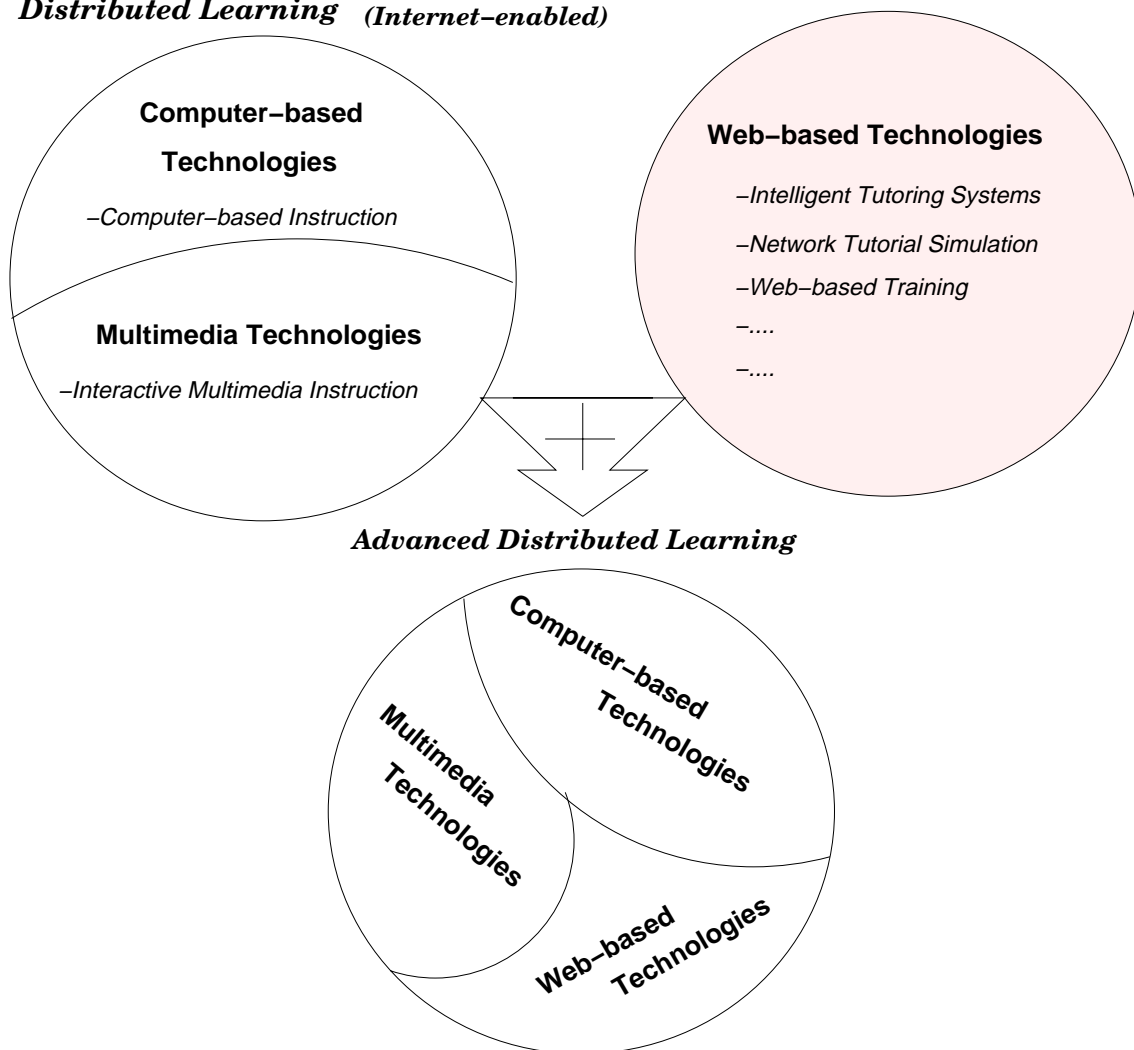 Distributed Learning (Internet–enabled)
Computer–based
Technologies
–Computer–based Instruction
Multimedia Technologies
–Interactive Multimedia Instruction
Web–based Technologies
–Intelligent Tutoring Systems
–Network Tutorial Simulation
–Web–based Training
–....
–....
Advanced Distributed Learning
Computer–based
Technologies
Multimedia
Technologies
Web–based
Technologies